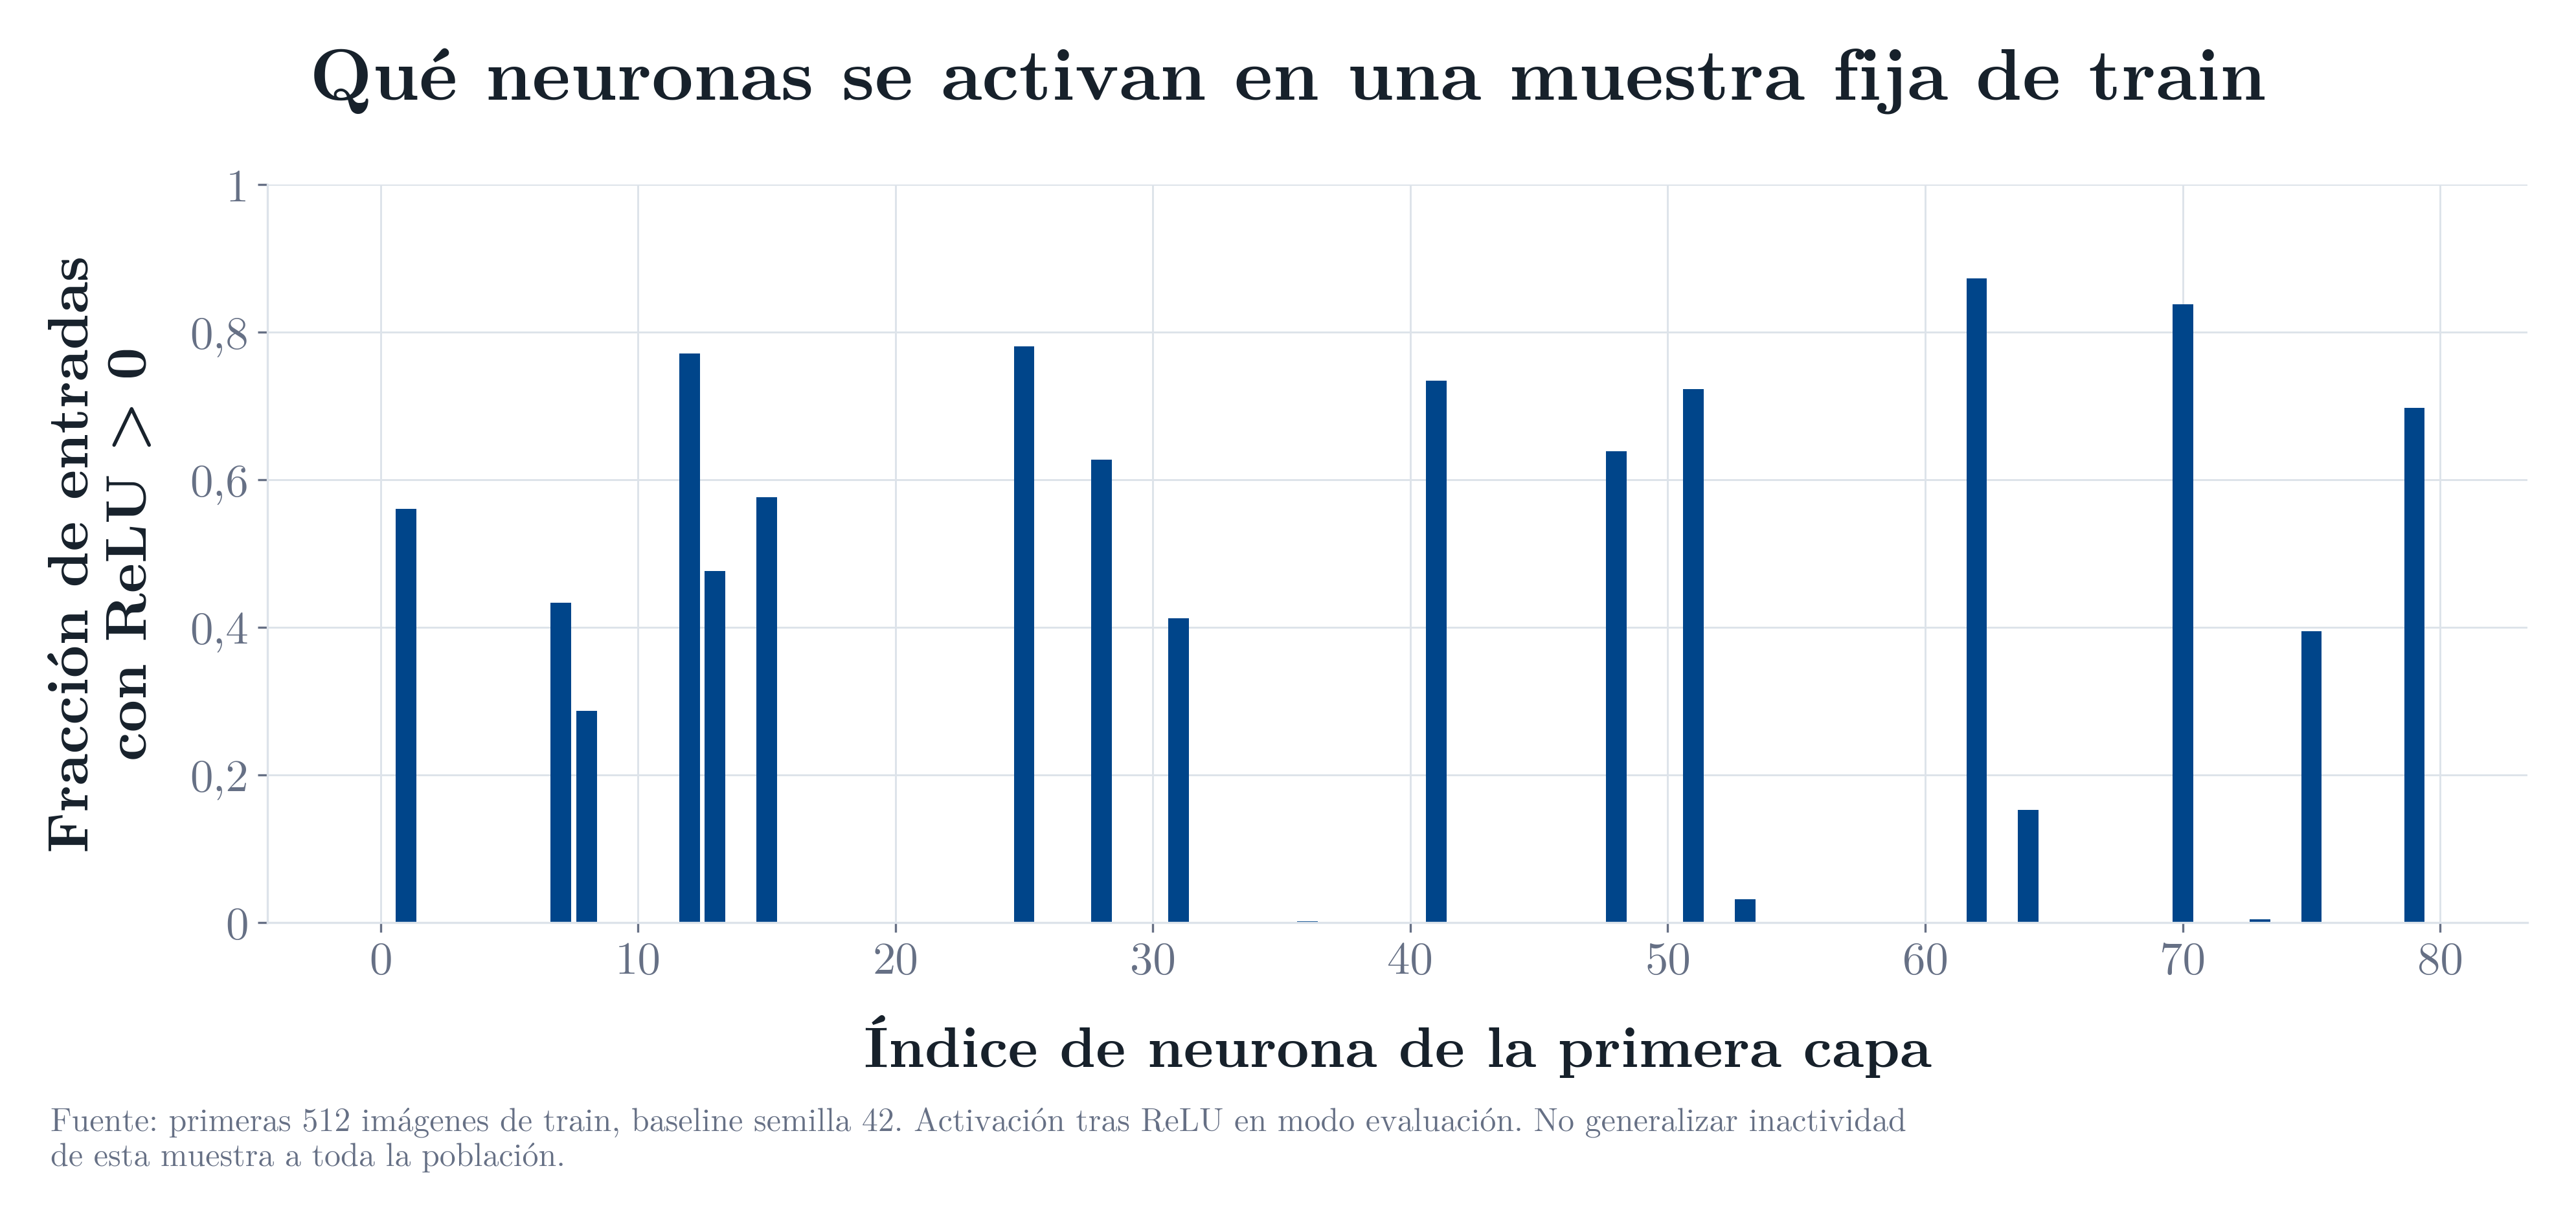 Qué neuronas se activan en una muestra fija de train
Fracción de entradas
con ReLU > 0
1
0,8
0,6
0,4
0,2
0
0 10 20 30 40 50 60 70 80
Índice de neurona de la primera capa
Fuente: primeras 512 imágenes de train, baseline semilla 42. Activación tras ReLU en modo evaluación. No generalizar inactividad
de esta muestra a toda la población.